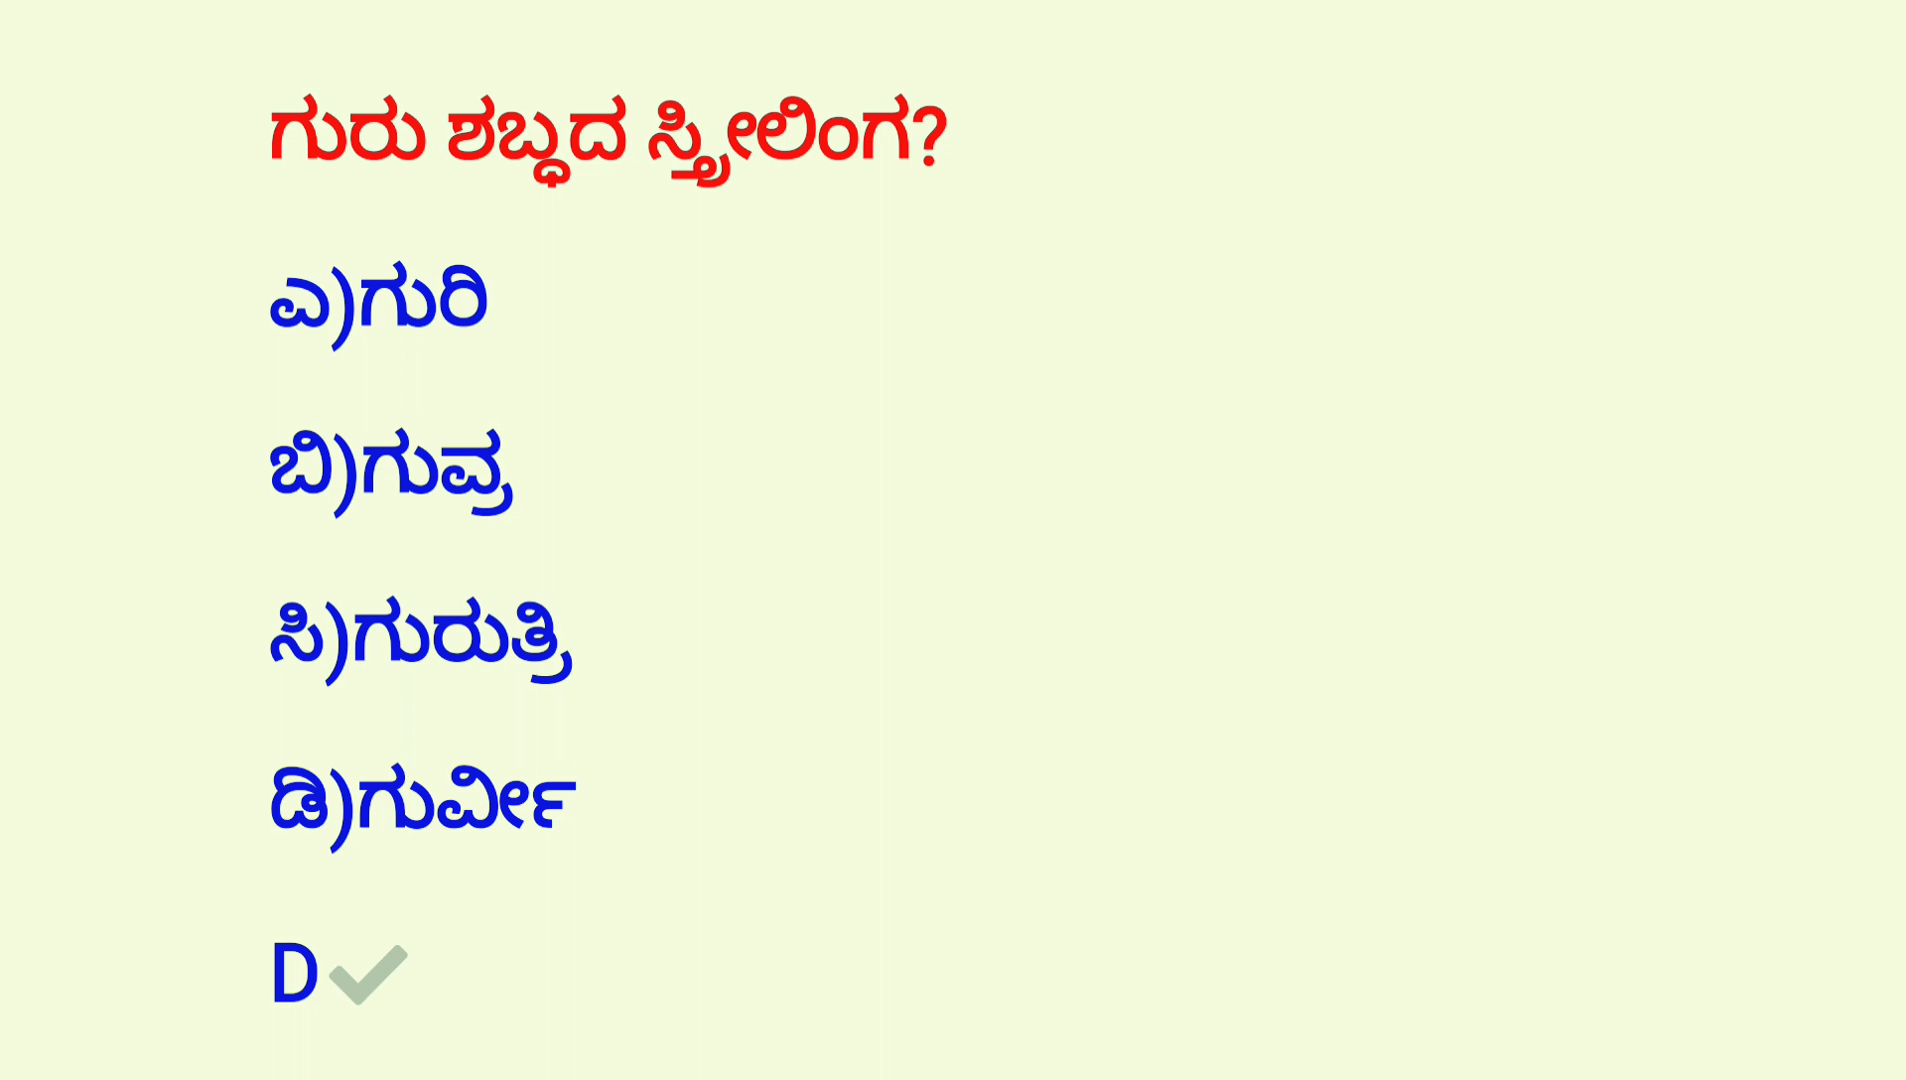 ಗುರು ಶಬ್ಧದ ಸ್ತ್ರೀಲಿಂಗ?
ಎ)ಗುರಿ
ಬಿ)ಗುವ್ರ
ಸಿ)ಗುರುತ್ರಿ
ಡಿ)ಗುರ್ವೀ
D✓